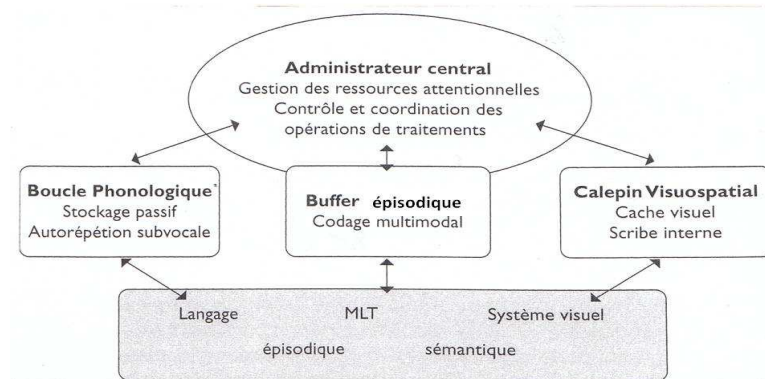 Administrateur central
Gestion des ressources attentionnelles
Contrôle et coordination des
opérations de traitements
Boucle Phonologique*
Stockage passif
Autorépétition subvocale
Buffer épisodique
Codage multimodal
Calepin Visuospatial
Cache visuel
Scribe interne
Langage MLT Système visuel
épisodique sémantique